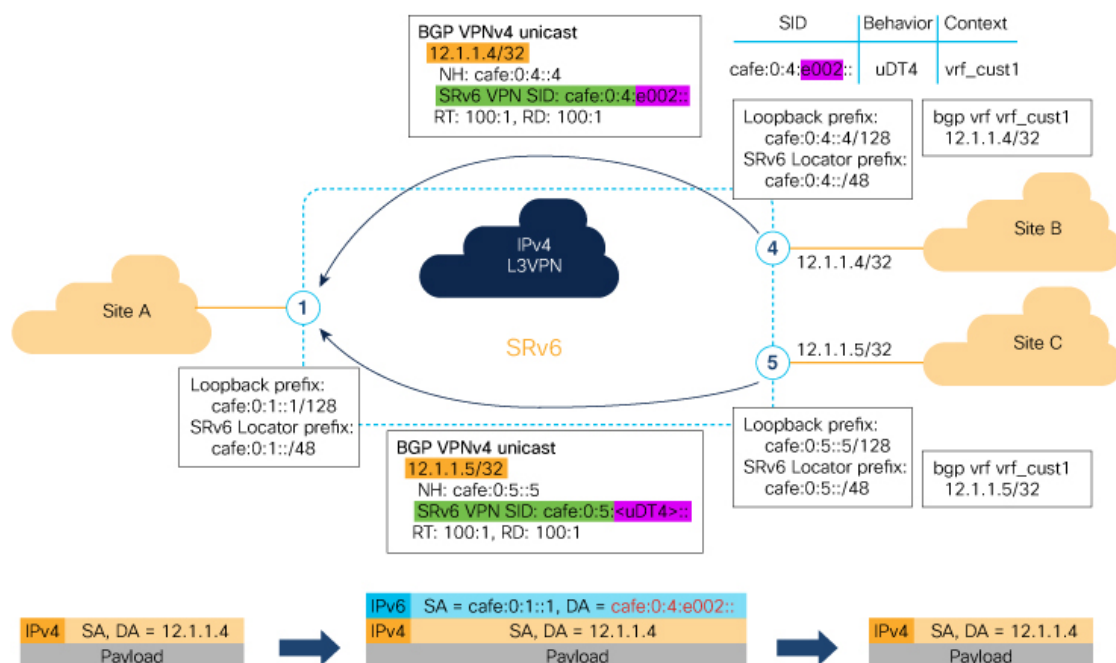 BGP VPNv4 unicast
12.1.1.4/32
NH: cafe:0:4::4
SRv6 VPN SID: cafe:0:4:e002::
RT: 100:1, RD: 100:1
SID Behavior Context
cafe:0:4:e002:: uDT4 vrf_cust1
Loopback prefix:
cafe:0:4::4/128
SRv6 Locator prefix:
cafe:0:4::/48
bgp vrf vrf_cust1
12.1.1.4/32
IPv4
L3VPN
4
12.1.1.4/32
Site B
Site A
1
SRv6
5
12.1.1.5/32
Site C
Loopback prefix:
cafe:0:1::1/128
SRv6 Locator prefix:
cafe:0:1::/48
BGP VPNv4 unicast
12.1.1.5/32
NH: cafe:0:5::5
SRv6 VPN SID: cafe:0:5:<uDT4>::
RT: 100:1, RD: 100:1
Loopback prefix:
cafe:0:5::5/128
SRv6 Locator prefix:
cafe:0:5::/48
bgp vrf vrf_cust1
12.1.1.5/32
IPv4 SA, DA = 12.1.1.4
Payload
IPv6 SA = cafe:0:1::1, DA = cafe:0:4:e002::
IPv4 SA, DA = 12.1.1.4
Payload
IPv4 SA, DA = 12.1.1.4
Payload